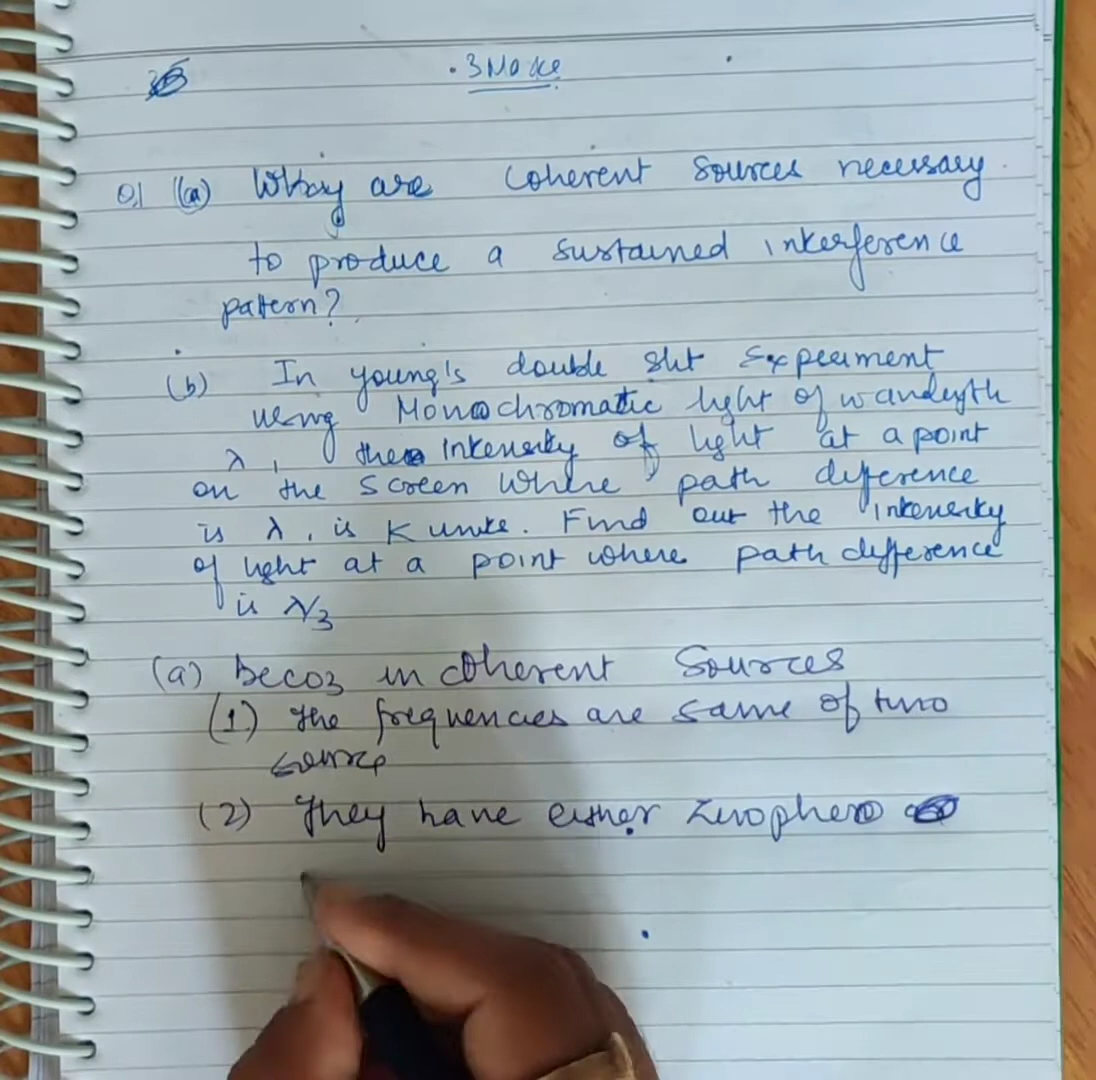 3 Marks
Q1 (a) Why are Coherent Sources necessary
to produce a sustained interference
pattern?
(b) In young's double slit Experiment
using Monochromatic light of wavelength
λ, the intensity of light at a point
on the screen where path difference
is λ, is K units. Find out the intensity
of light at a point where path difference
is λ/3
(a) Becoz in coherent Sources
(1.) The frequencies are same of two
source
(2) They have either zero phase